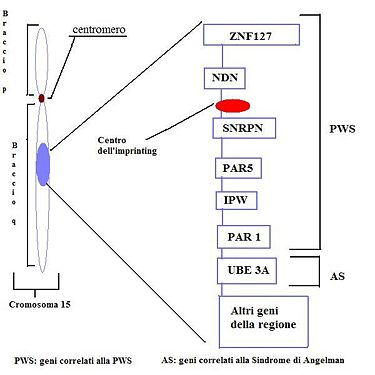 Braccio p
centromero
ZNF127
NDN
Centro
dell'imprinting
SNRPN
PWS
Braccio q
PAR5
IPW
PAR 1
UBE 3A
AS
Cromosoma 15
Altri geni
della regione
PWS: geni correlati alla PWS
AS: geni correlati alla Sindrome di Angelman